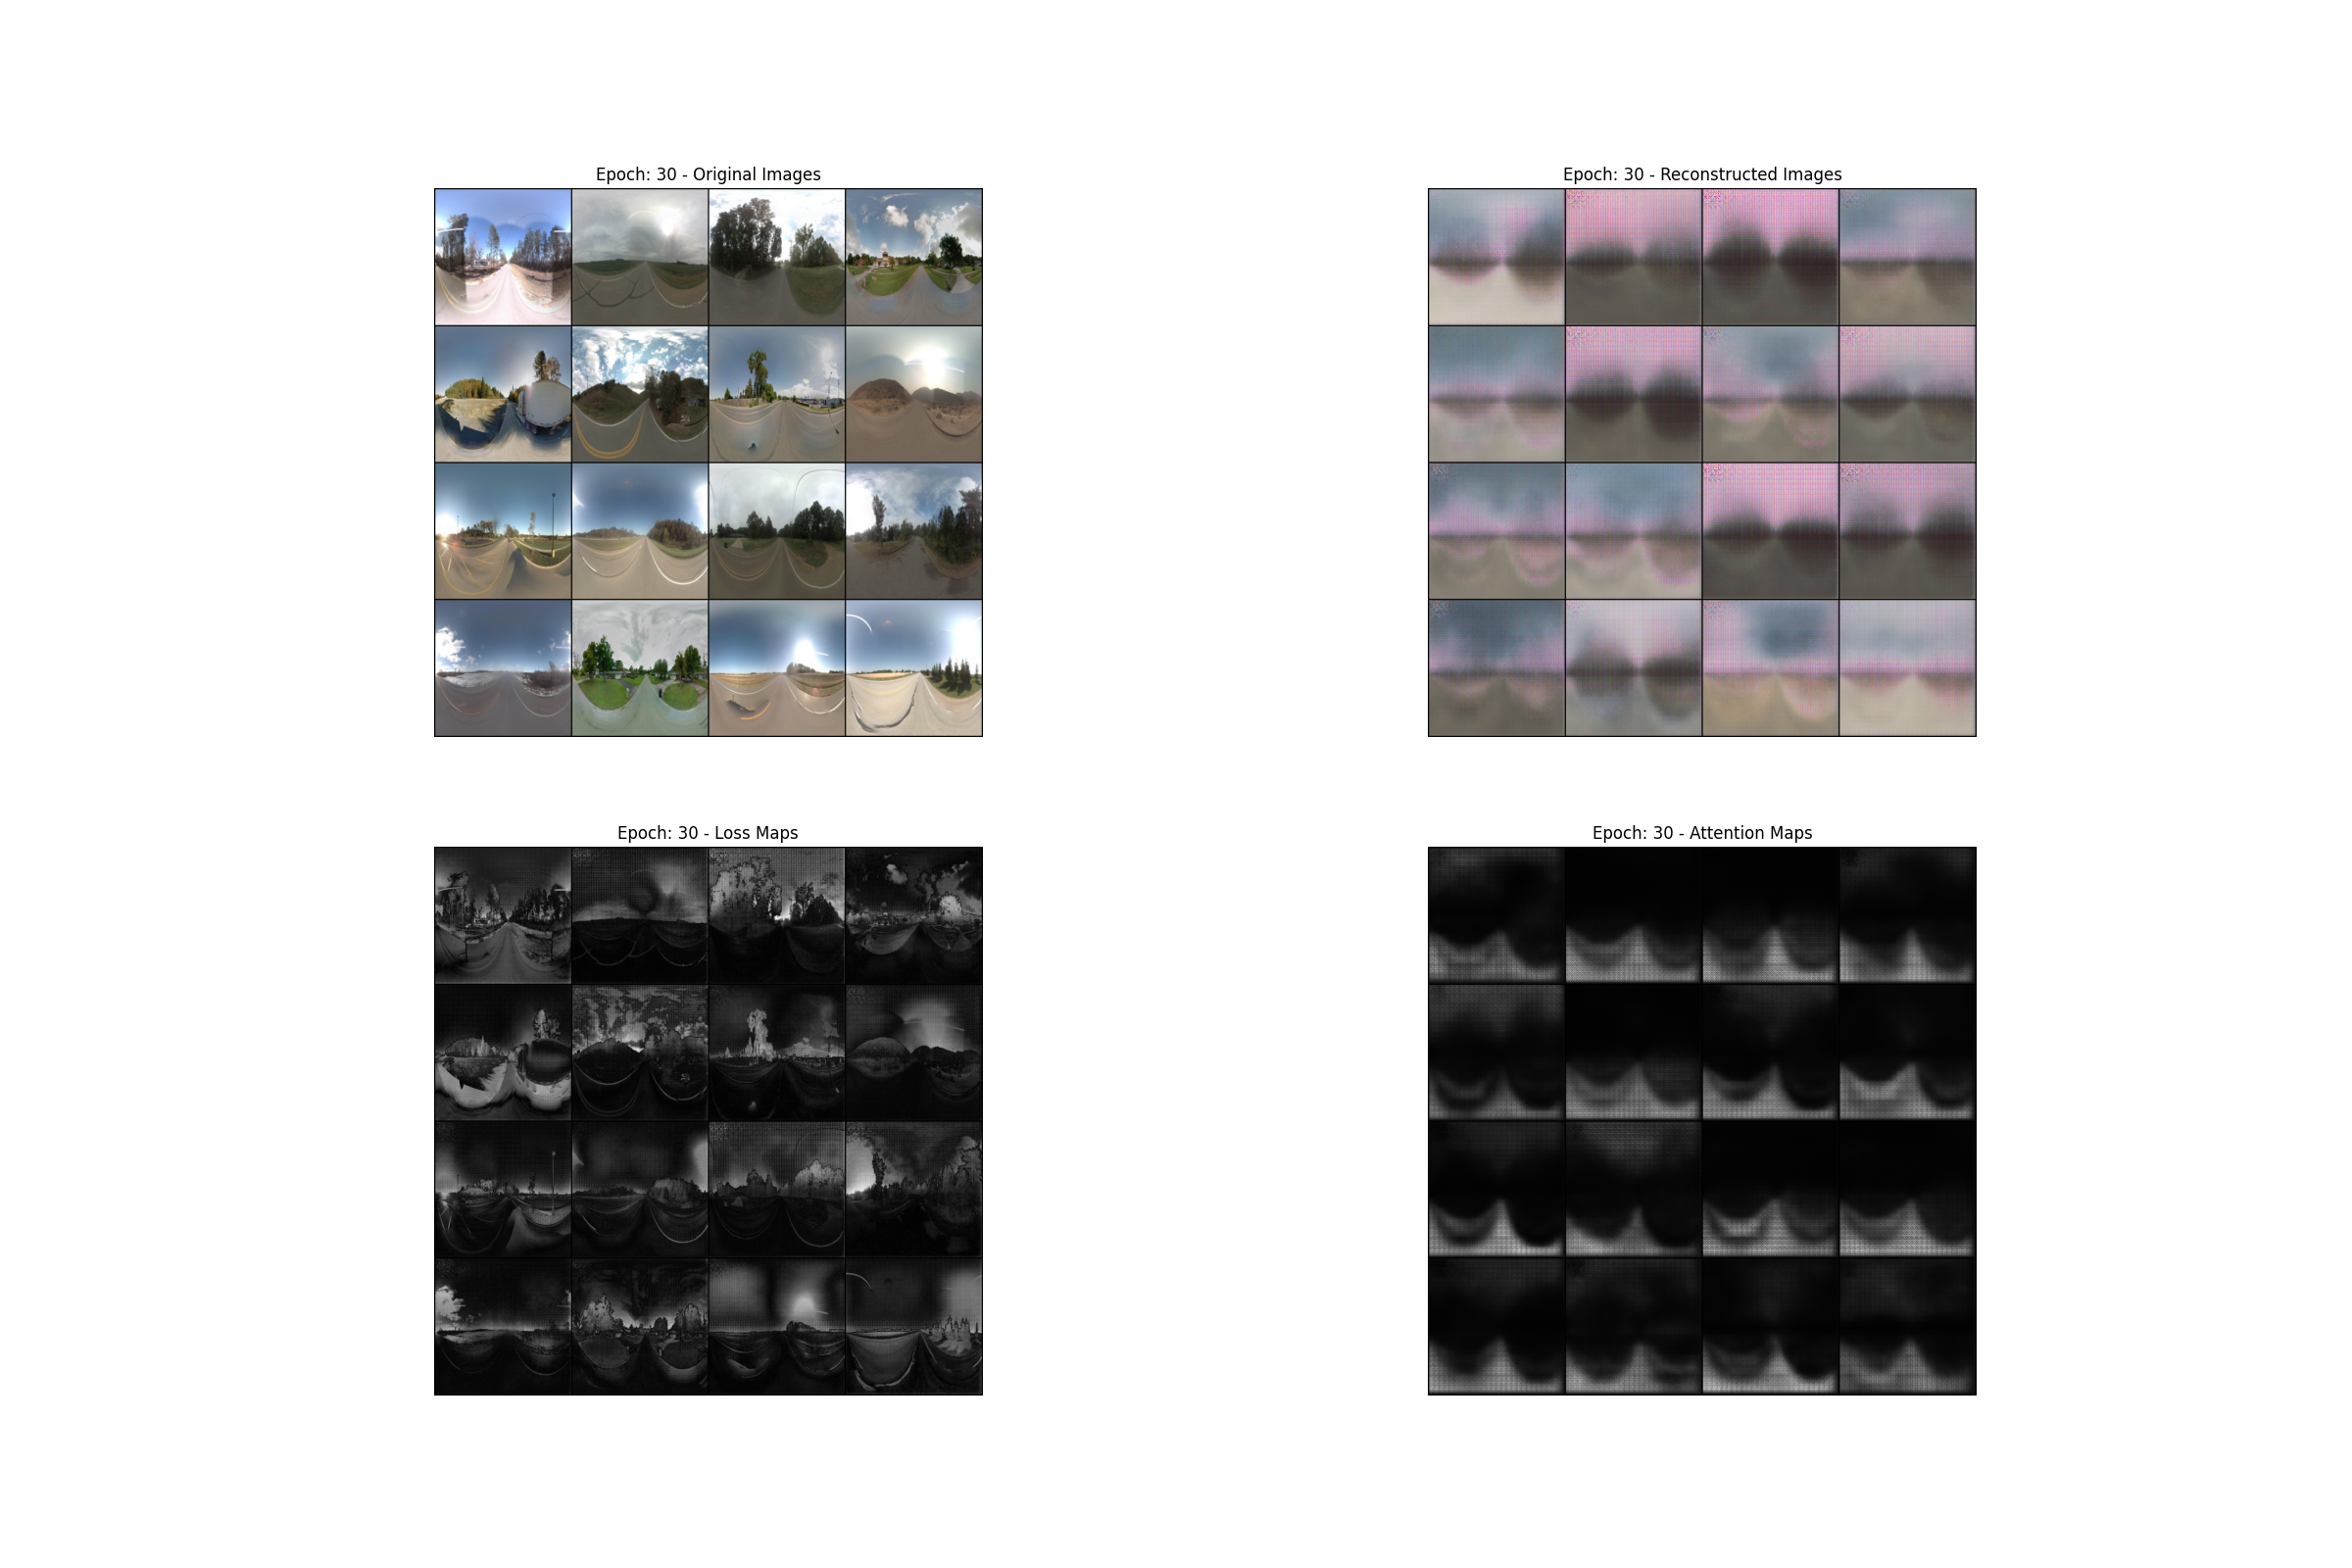 Epoch: 30 - Original Images
Epoch: 30 - Reconstructed Images
Epoch: 30 - Loss Maps
Epoch: 30 - Attention Maps